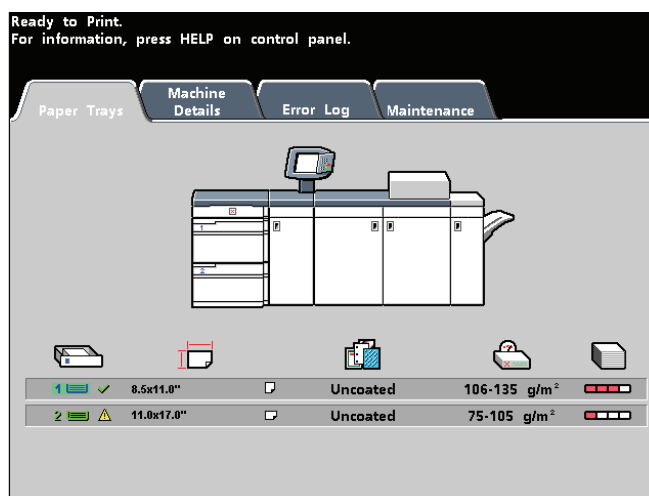 Ready to Print.
For information, press HELP on control panel.
Paper Trays
Machine
Details
Error Log
Maintenance
1
2
1 8.5x11.0" Uncoated 106-135 g/m²
2 11.0x17.0" Uncoated 75-105 g/m²